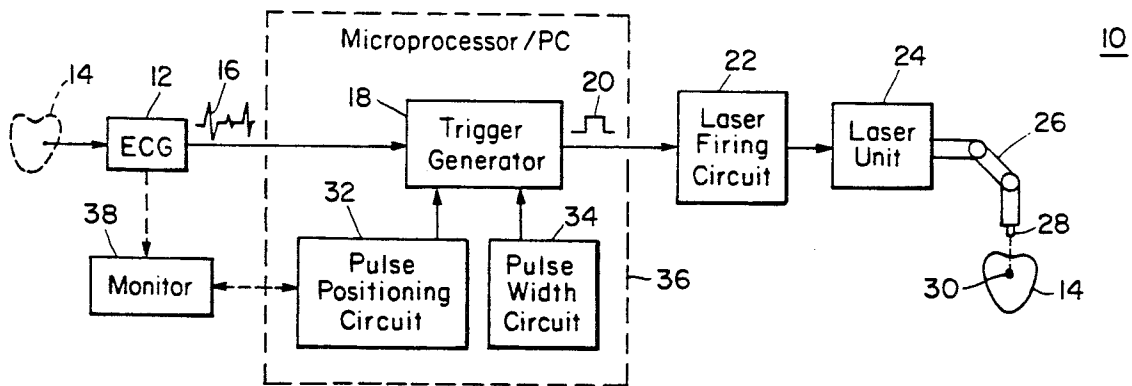 10
Microprocessor/PC
14
12
16
18
20
22
24
26
ECG
Trigger
Generator
Laser
Firing
Circuit
Laser
Unit
28
30
14
38
32
34
36
Monitor
Pulse
Positioning
Circuit
Pulse
Width
Circuit